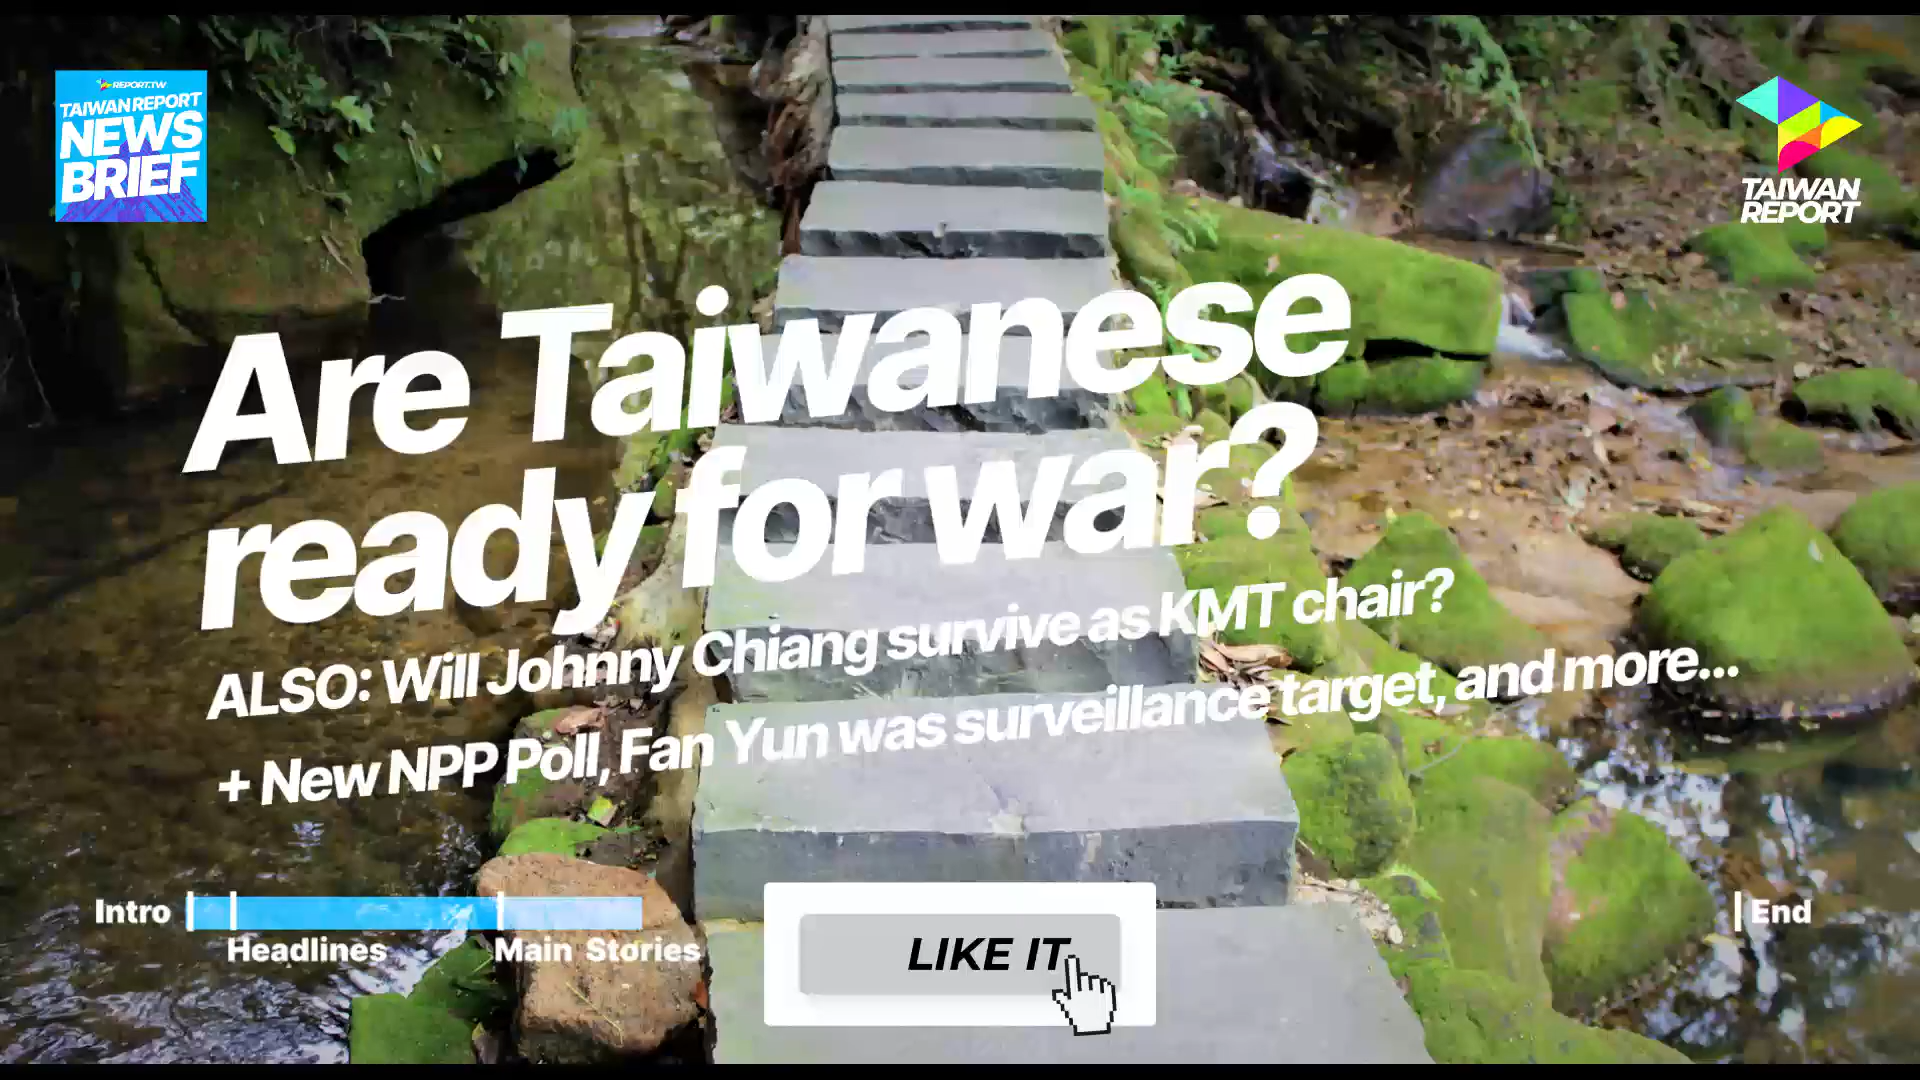 REPORT.TW
TAIWAN REPORT
NEWS
BRIEF
TAIWAN
REPORT
Are Taiwanese
ready for war?
ALSO: Will Johnny Chiang survive as KMT chair?
+ New NPP Poll, Fan Yun was surveillance target, and more...
Intro
End
Headlines
Main Stories
LIKE IT